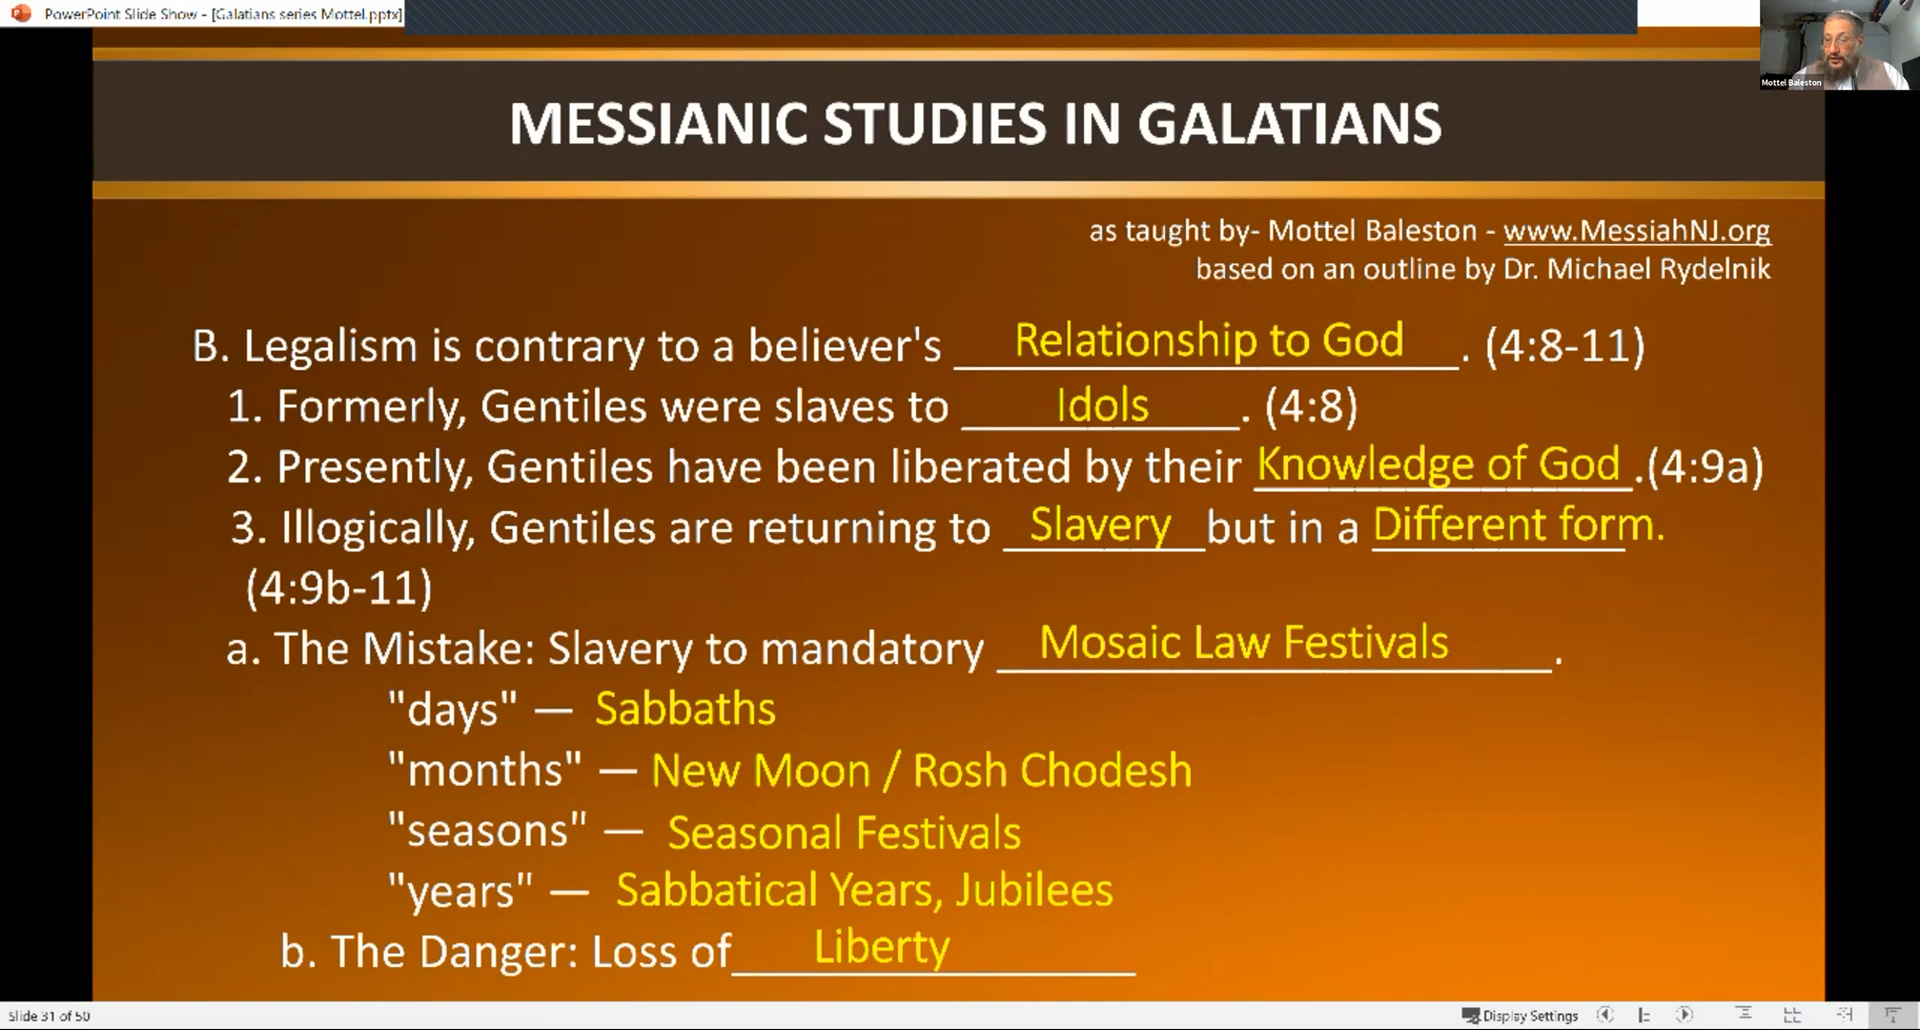 PowerPoint Slide Show - [Galatians series Mottel.pptx]
Mottel Baleston
MESSIANIC STUDIES IN GALATIANS
as taught by- Mottel Baleston - www.MessiahNJ.org
based on an outline by Dr. Michael Rydelnik
B. Legalism is contrary to a believer's Relationship to God. (4:8-11)
1. Formerly, Gentiles were slaves to Idols. (4:8)
2. Presently, Gentiles have been liberated by their Knowledge of God.(4:9a)
3. Illogically, Gentiles are returning to Slavery but in a Different form.
(4:9b-11)
a. The Mistake: Slavery to mandatory Mosaic Law Festivals.
"days" — Sabbaths
"months" — New Moon / Rosh Chodesh
"seasons" — Seasonal Festivals
"years" — Sabbatical Years, Jubilees
b. The Danger: Loss of Liberty
Slide 31 of 50
Display Settings